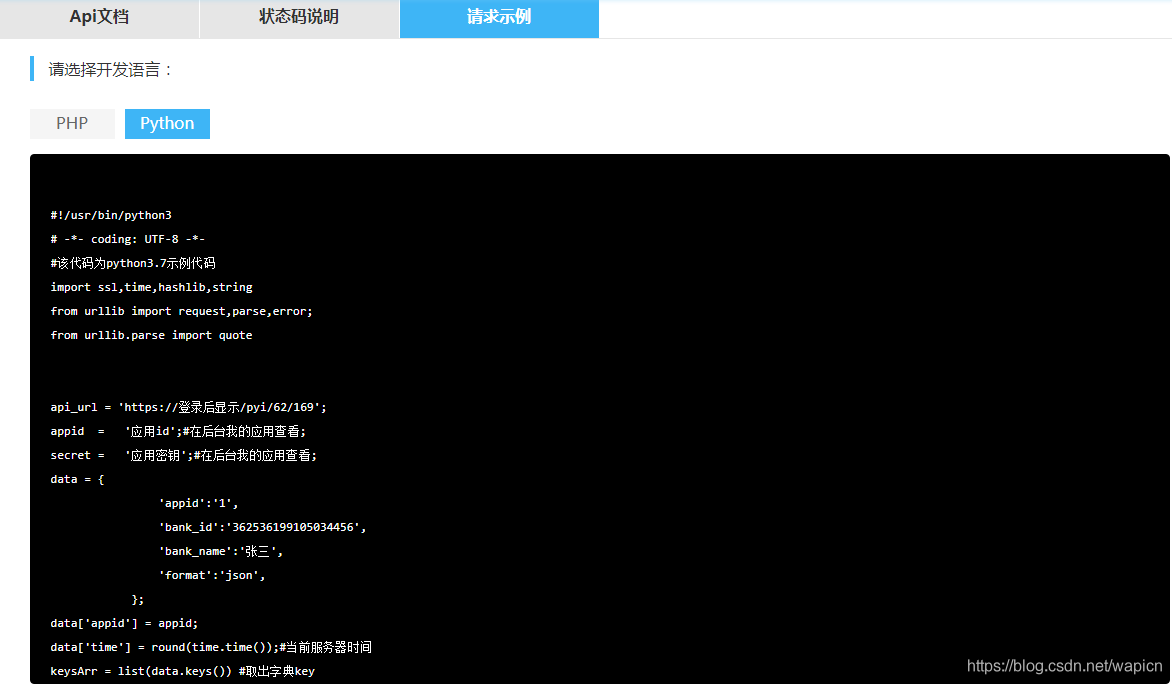 Api文档 状态码说明 请求示例
请选择开发语言：
PHP Python
#!/usr/bin/python3
# -*- coding: UTF-8 -*-
#该代码为python3.7示例代码
import ssl,time,hashlib,string
from urllib import request,parse,error;
from urllib.parse import quote
api_url = 'https://登录后显示/pyi/62/169';
appid  =   '应用id';#在后台我的应用查看;
secret =   '应用密钥';#在后台我的应用查看;
data = {
'appid':'1',
'bank_id':'362536199105034456',
'bank_name':'张三',
'format':'json',
};
data['appid'] = appid;
data['time'] = round(time.time());#当前服务器时间
keysArr = list(data.keys()) #取出字典key
https://blog.csdn.net/wapicn